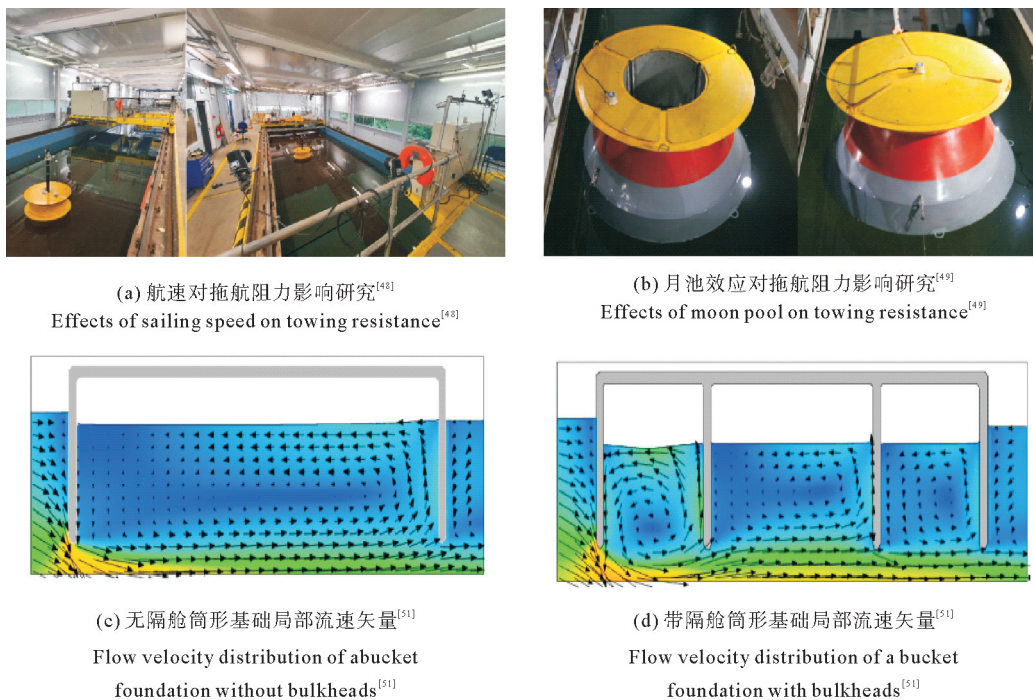 (a) 航速对拖航阻力影响研究[48]
Effects of sailing speed on towing resistance[48]
(b) 月池效应对拖航阻力影响研究[49]
Effects of moon pool on towing resistance[49]
(c) 无隔舱筒形基础局部流速矢量[51]
Flow velocity distribution of abucket
foundation without bulkheads[51]
(d) 带隔舱筒形基础局部流速矢量[51]
Flow velocity distribution of a bucket
foundation with bulkheads[51]